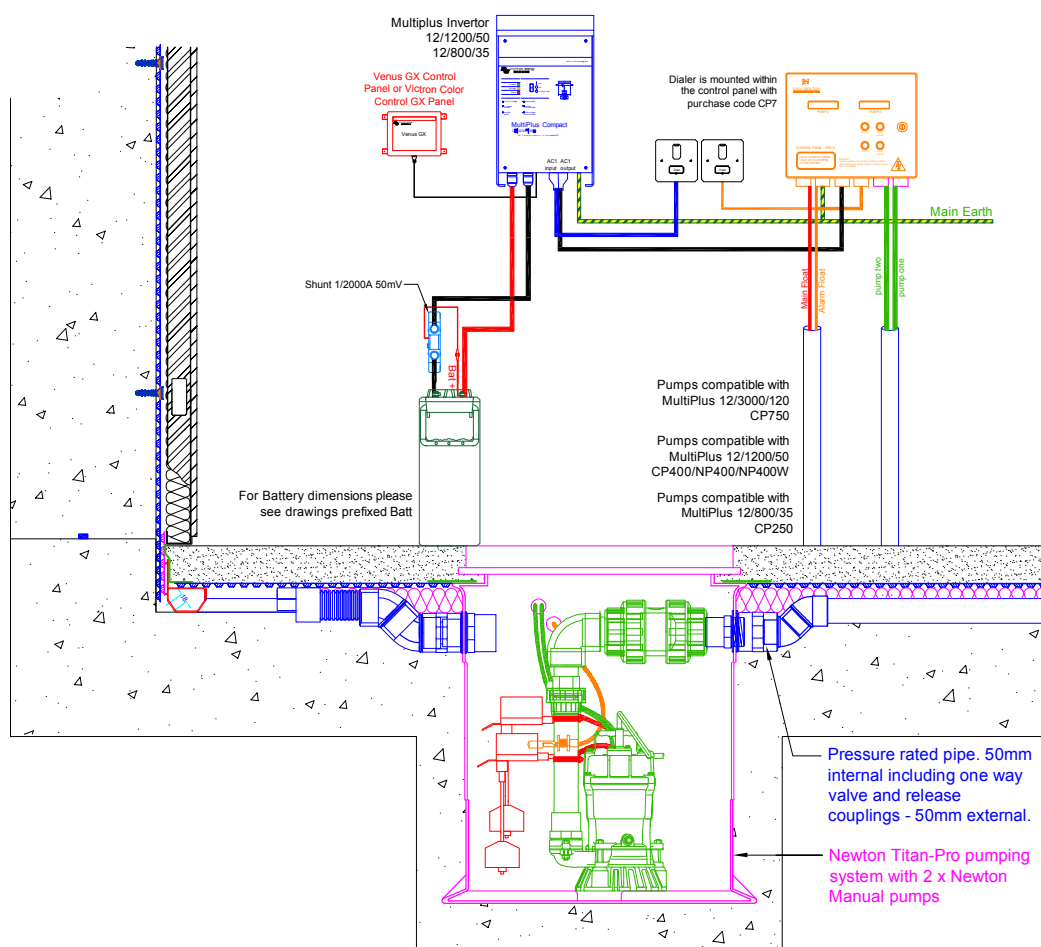 Multiplus Invertor
12/1200/50
12/800/35
Venus GX Control
Panel or Victron Color
Control GX Panel
Venus GX
MultiPlus Compact
AC1 AC1
input output
Dialer is mounted within
the control panel with
purchase code CP7
Main Earth
Main Float
Alarm Float
pump two
pump one
Shunt 1/2000A 50mV
Bat +
Pumps compatible with
MultiPlus 12/3000/120
CP750
Pumps compatible with
MultiPlus 12/1200/50
CP400/NP400/NP400W
Pumps compatible with
MultiPlus 12/800/35
CP250
For Battery dimensions please
see drawings prefixed Batt
Pressure rated pipe. 50mm
internal including one way
valve and release
couplings - 50mm external.
Newton Titan-Pro pumping
system with 2 x Newton
Manual pumps